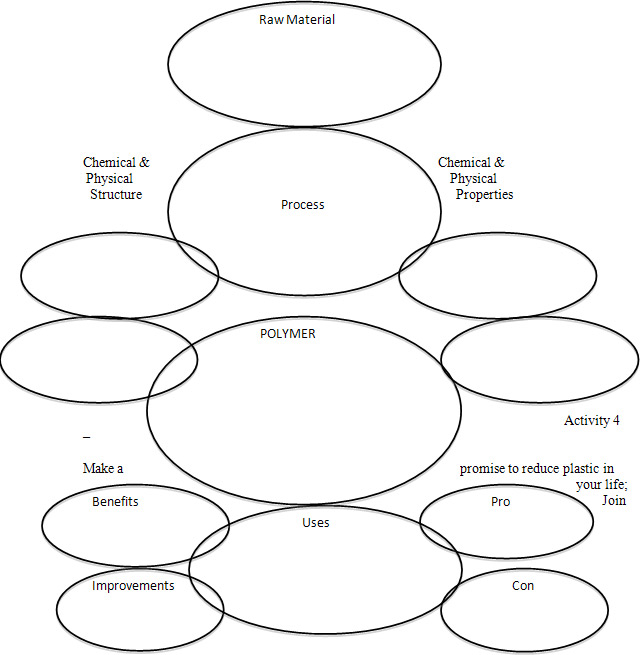 Raw Material
Chemical &
Physical
Structure
Chemical &
Physical
Properties
Process
POLYMER
Activity 4
–
Make a promise to reduce plastic in
your life;
Join
Benefits
Uses
Pro
Improvements
Con